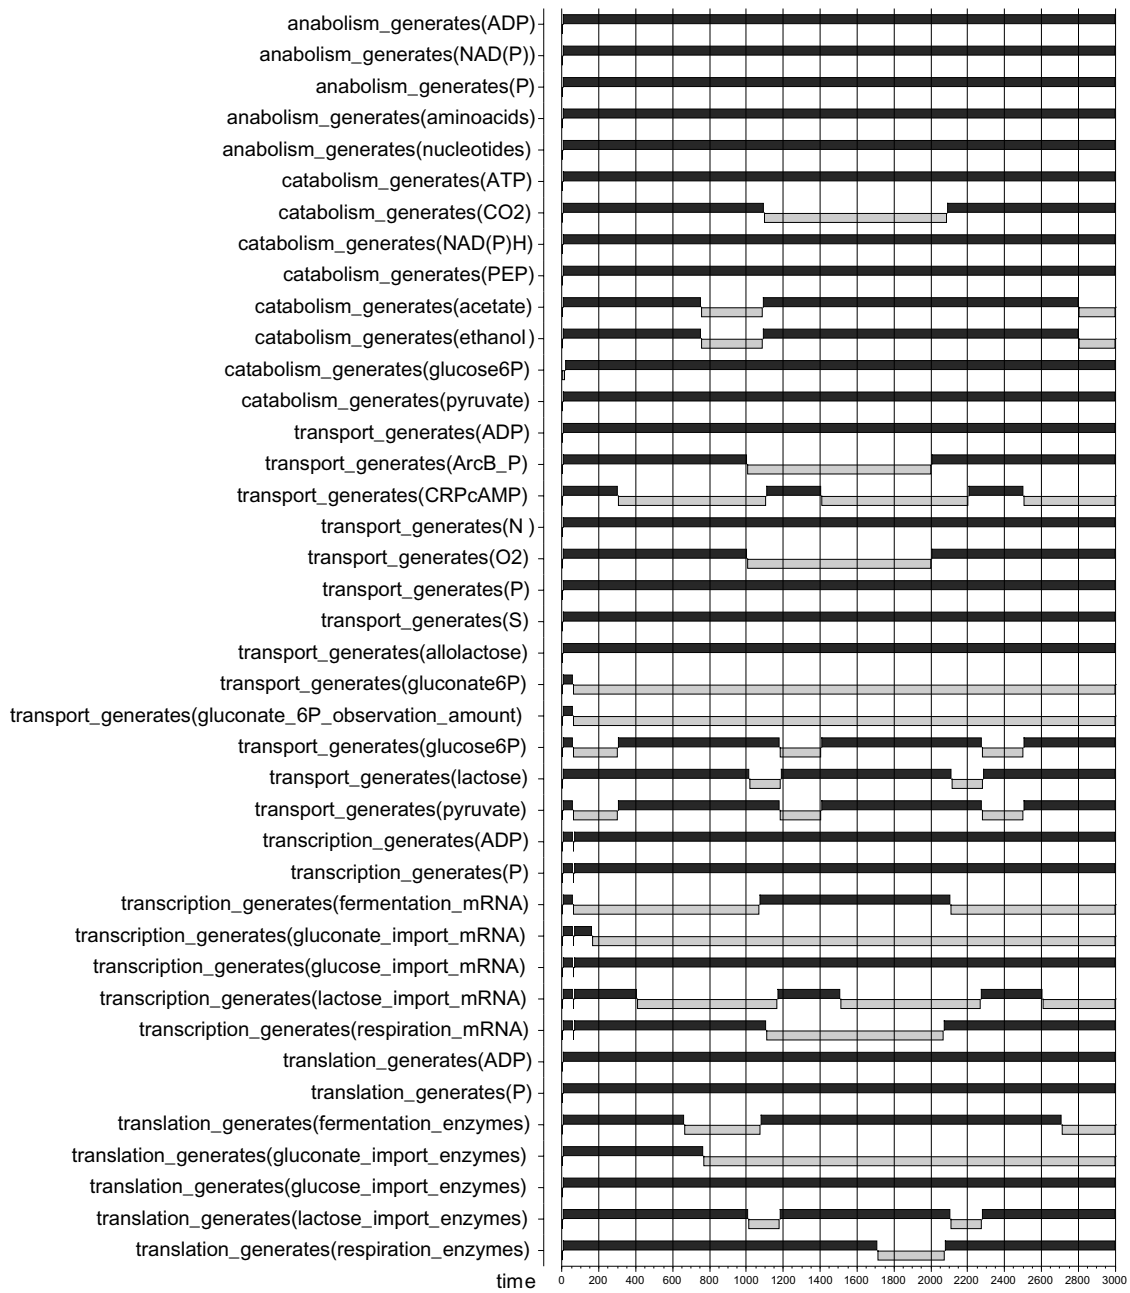 anabolism_generates(ADP)
anabolism_generates(NAD(P))
anabolism_generates(P)
anabolism_generates(aminoacids)
anabolism_generates(nucleotides)
catabolism_generates(ATP)
catabolism_generates(CO2)
catabolism_generates(NAD(P)H)
catabolism_generates(PEP)
catabolism_generates(acetate)
catabolism_generates(ethanol)
catabolism_generates(glucose6P)
catabolism_generates(pyruvate)
transport_generates(ADP)
transport_generates(ArcB_P)
transport_generates(CRPcAMP)
transport_generates(N )
transport_generates(O2)
transport_generates(P)
transport_generates(S)
transport_generates(allolactose)
transport_generates(gluconate6P)
transport_generates(gluconate_6P_observation_amount)
transport_generates(glucose6P)
transport_generates(lactose)
transport_generates(pyruvate)
transcription_generates(ADP)
transcription_generates(P)
transcription_generates(fermentation_mRNA)
transcription_generates(gluconate_import_mRNA)
transcription_generates(glucose_import_mRNA)
transcription_generates(lactose_import_mRNA)
transcription_generates(respiration_mRNA)
translation_generates(ADP)
translation_generates(P)
translation_generates(fermentation_enzymes)
translation_generates(gluconate_import_enzymes)
translation_generates(glucose_import_enzymes)
translation_generates(lactose_import_enzymes)
translation_generates(respiration_enzymes)
time 0 200 400 600 800 1000 1200 1400 1600 1800 2000 2200 2400 2600 2800 3000